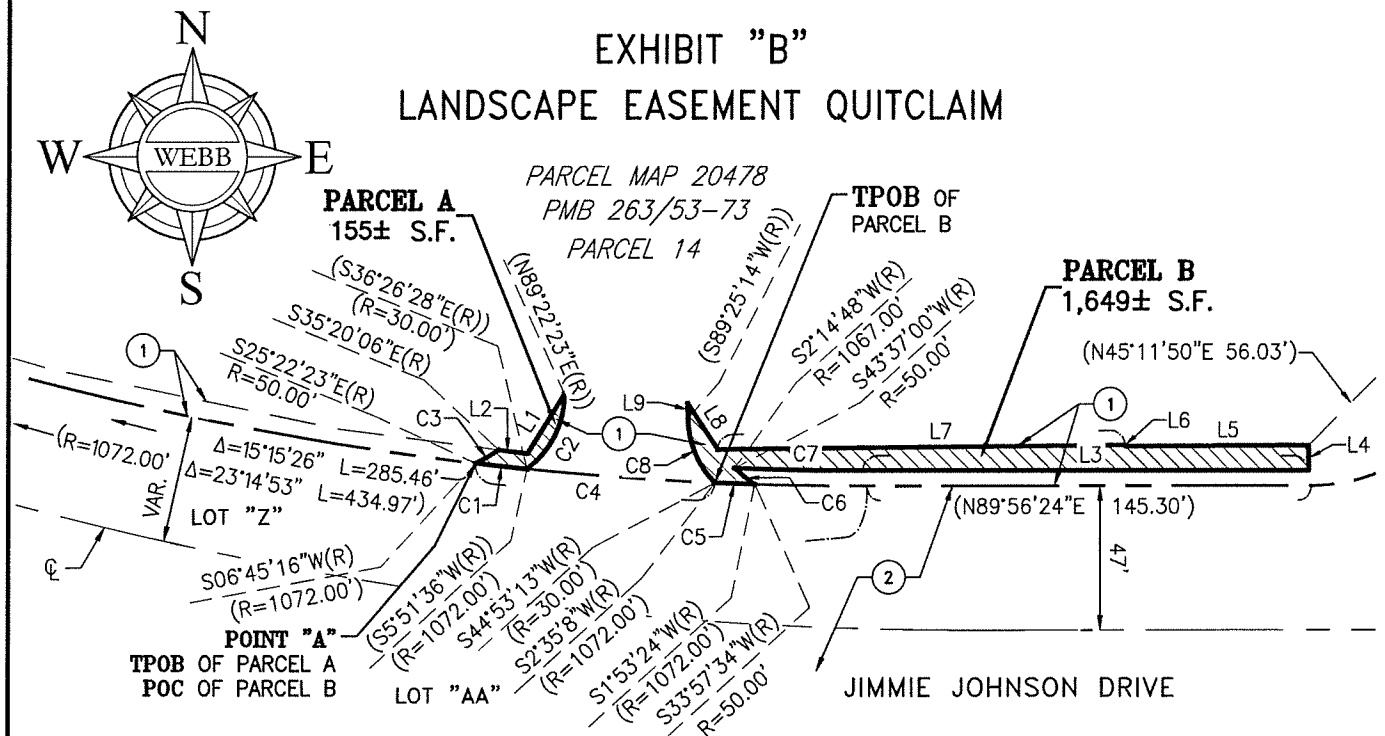 EXHIBIT "B"
LANDSCAPE EASEMENT QUITCLAIM
N
W
E
S
WEBB
PARCEL MAP 20478
PMB 263/53-73
PARCEL 14
PARCEL A
155± S.F.
TPOB OF
PARCEL B
PARCEL B
1,649± S.F.
(S36°26'28"E(R))
(R=30.00')
S35°20'06"E(R)
S25°22'23"E(R)
R=50.00'
(N89°22'23"E(R))
(S89°25'14"W(R))
S2°14'48"W(R)
R=1067.00'
S43°37'00"W(R)
R=50.00'
(N45°11'50"E 56.03')
1
1
1
C3
L2
L1
C2
L9
L8
C8
C7
L7
L6
L5
L4
L3
C1
C4
C5
C6
(R=1072.00'
Δ=15°15'26" L=285.46'
Δ=23°14'53" L=434.97')
VAR.
LOT "Z"
℄
(N89°56'24"E 145.30')
47'
2
S06°45'16"W(R)
(R=1072.00')
POINT "A"
TPOB OF PARCEL A
POC OF PARCEL B
(S5°51'36"W(R))
(R=1072.00')
S44°53'13"W(R)
(R=30.00')
S2°35'8"W(R)
(R=1072.00')
S1°53'24"W(R)
(R=1072.00')
S33°57'34"W(R)
R=50.00'
LOT "AA"
JIMMIE JOHNSON DRIVE